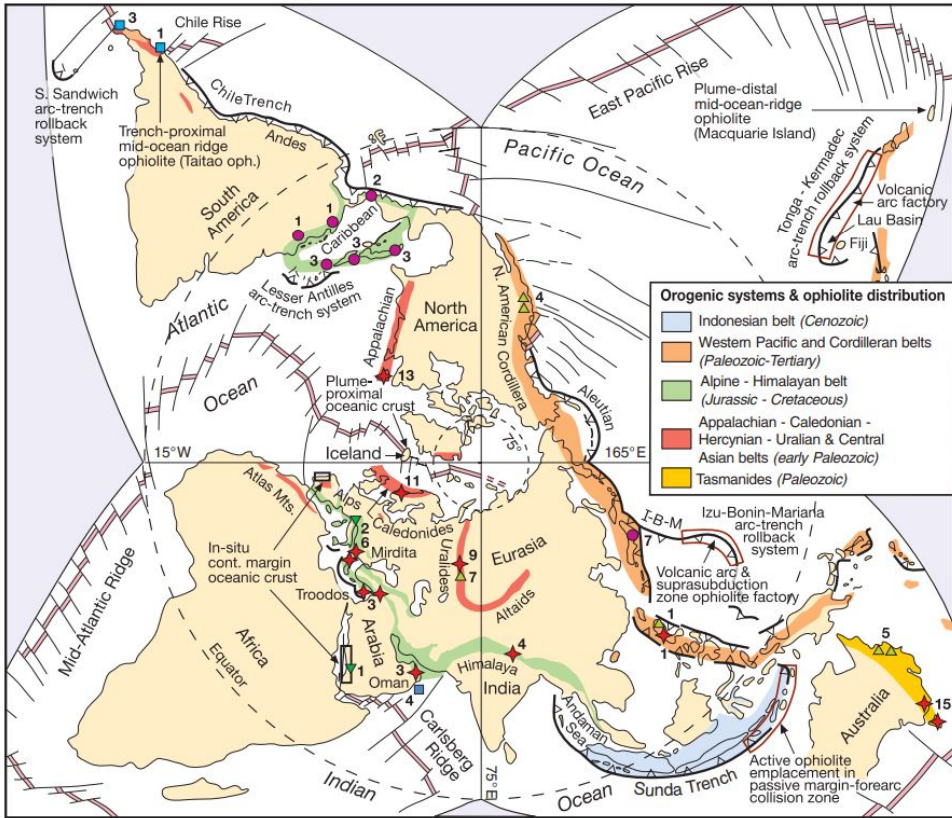 3
1
Chile Rise
S. Sandwich
arc-trench
rollback
system
Trench-proximal
mid-ocean ridge
ophiolite (Taitao oph.)
Chile Trench
Andes
East Pacific Rise
Plume-distal
mid-ocean-ridge
ophiolite
(Macquarie Island)
Pacific Ocean
Tonga - Kermadec
arc-trench rollback system
Volcanic
arc factory
Lau Basin
Fiji
South
America
2
1
1
Caribbean
3
3
3
Lesser Antilles
arc-trench system
Atlantic
Ocean
Appalachian
North
America
N. American Cordillera
4
13
Plume-
proximal
oceanic crust
Aleutian
Orogenic systems & ophiolite distribution
Indonesian belt (Cenozoic)
Western Pacific and Cordilleran belts
(Paleozoic-Tertiary)
Alpine - Himalayan belt
(Jurassic - Cretaceous)
Appalachian - Caledonian -
Hercynian - Uralian & Central
Asian belts (early Paleozoic)
Tasmanides (Paleozoic)
15°W
Iceland
75°
165°E
Atlas Mts.
Alps
11
Caledonides
2
6
Mirdita
Uralides
9
7
Eurasia
Altaids
I-B-M
7
Izu-Bonin-Mariana
arc-trench
rollback
system
Volcanic arc &
suprasubduction
zone ophiolite factory
In-situ
cont. margin
oceanic crust
Troodos
3
Mid-Atlantic Ridge
Africa
Equator
Arabia
1
Oman
3
4
Himalaya
4
India
1
1
5
15
Australia
Carlsberg
Ridge
Andaman
Sea
Indian
75°E
Ocean
Sunda Trench
Active ophiolite
emplacement in
passive margin-forearc
collision zone